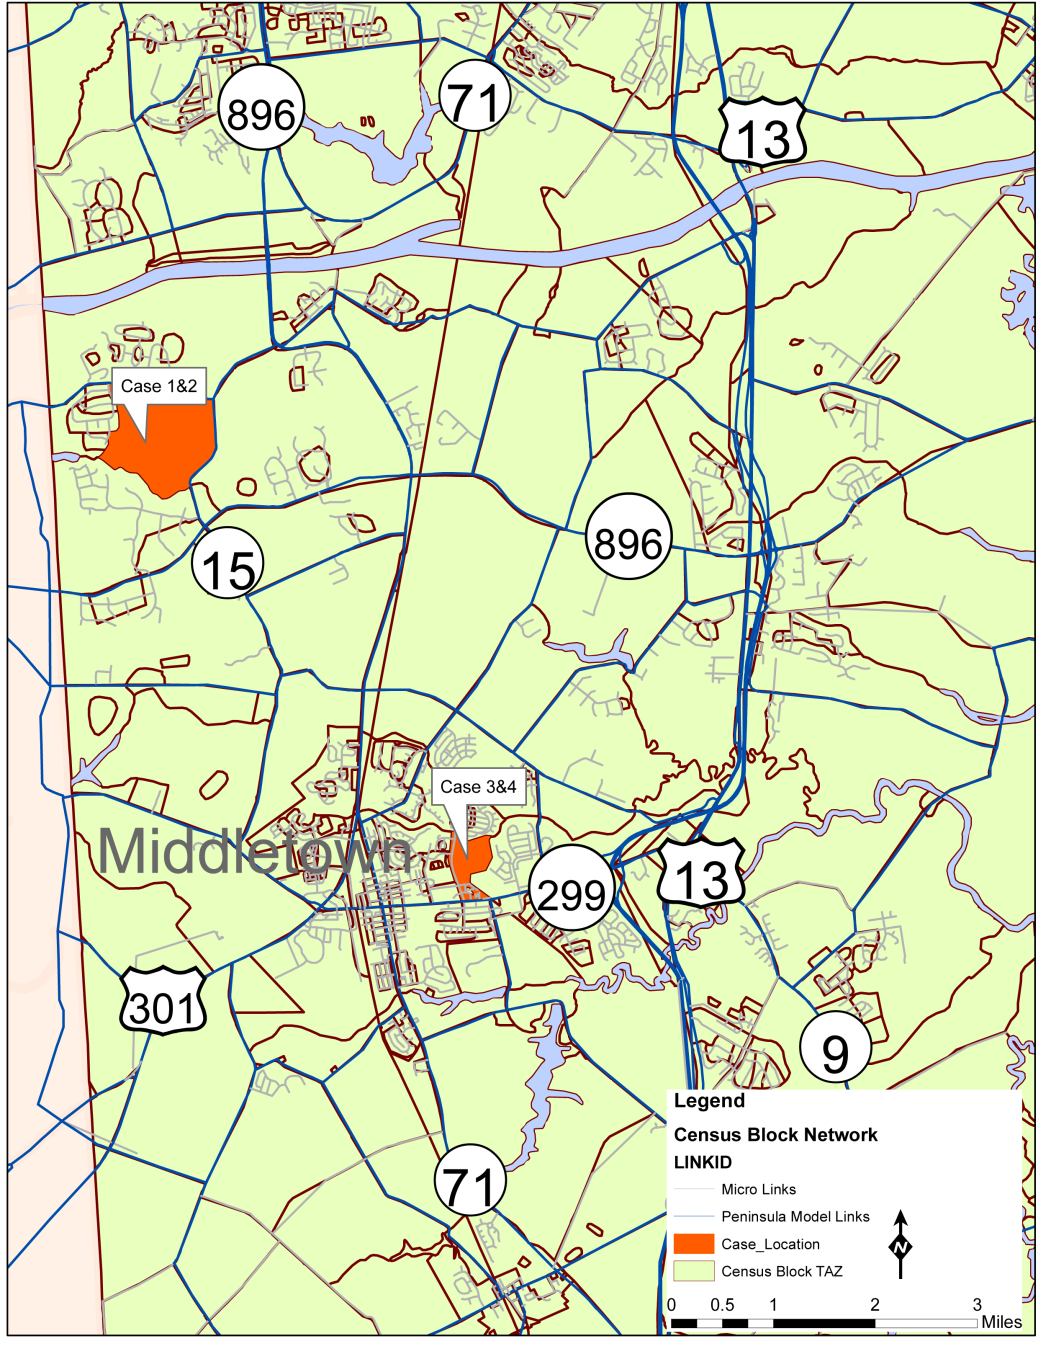 896
71
13
Case 1&2
896
15
Case 3&4
Middletown
299
13
301
9
71
Legend
Census Block Network
LINKID
Micro Links
Peninsula Model Links
Case_Location
Census Block TAZ
N
0 0.5 1 2 3
Miles